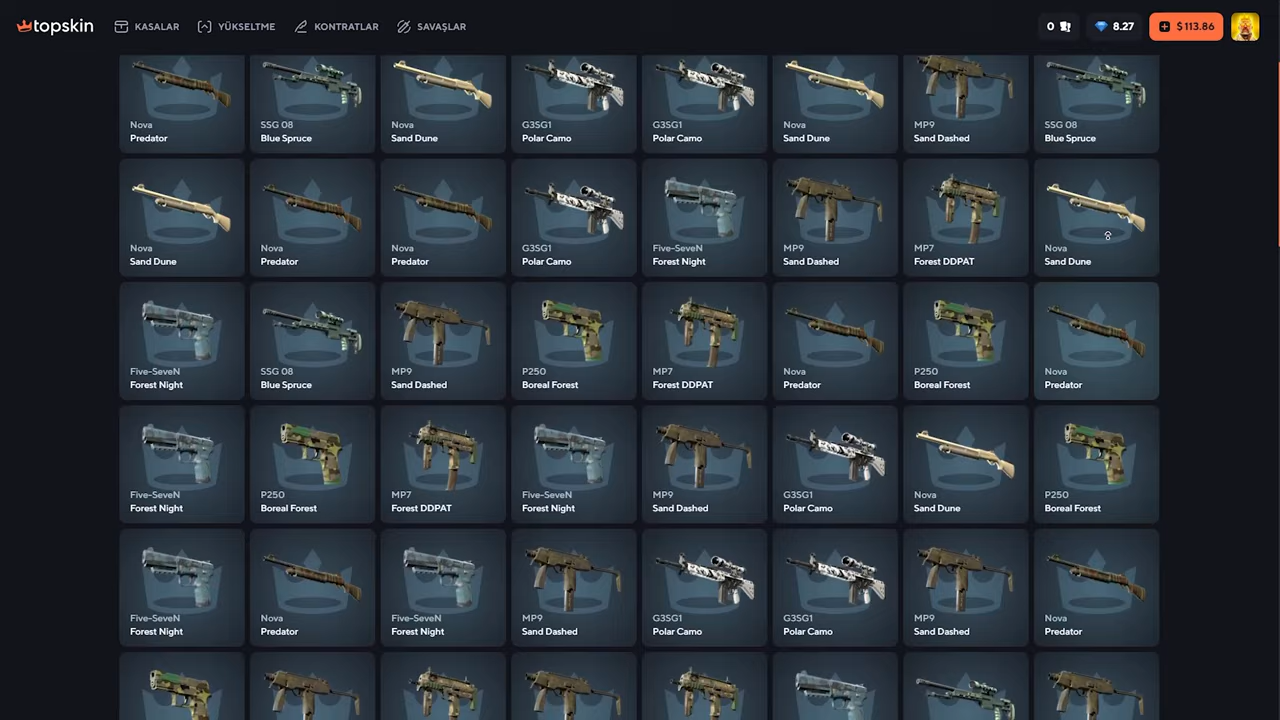 topskin
KASALAR
YÜKSELTME
KONTRATLAR
SAVAŞLAR
0
8.27
$113.86
Nova
Predator
SSG 08
Blue Spruce
Nova
Sand Dune
G3SG1
Polar Camo
G3SG1
Polar Camo
Nova
Sand Dune
MP9
Sand Dashed
SSG 08
Blue Spruce
Nova
Sand Dune
Nova
Predator
Nova
Predator
G3SG1
Polar Camo
Five-SeveN
Forest Night
MP9
Sand Dashed
MP7
Forest DDPAT
Nova
Sand Dune
Five-SeveN
Forest Night
SSG 08
Blue Spruce
MP9
Sand Dashed
P250
Boreal Forest
MP7
Forest DDPAT
Nova
Predator
P250
Boreal Forest
Nova
Predator
Five-SeveN
Forest Night
P250
Boreal Forest
MP7
Forest DDPAT
Five-SeveN
Forest Night
MP9
Sand Dashed
G3SG1
Polar Camo
Nova
Sand Dune
P250
Boreal Forest
Five-SeveN
Forest Night
Nova
Predator
Five-SeveN
Forest Night
MP9
Sand Dashed
G3SG1
Polar Camo
G3SG1
Polar Camo
MP9
Sand Dashed
Nova
Predator